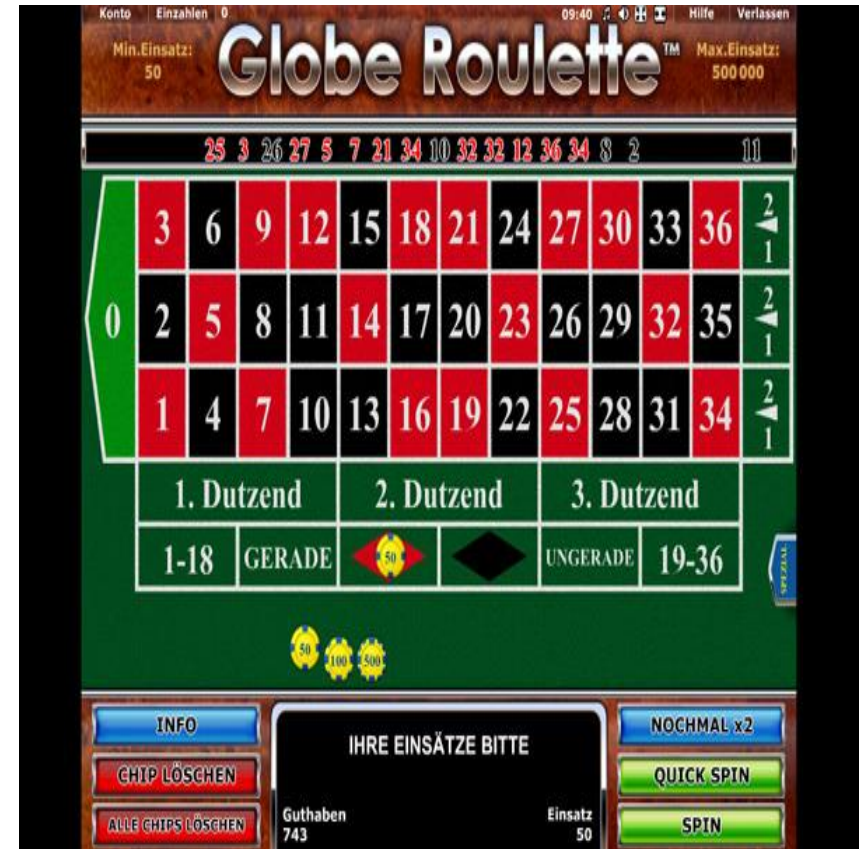 Konto Einzahlen 0 09:40 Hilfe Verlassen
Min.Einsatz:
50
Globe Roulette™
Max.Einsatz:
500 000
25 3 26 27 5 7 21 34 10 32 32 12 36 34 8 2 11
3 6 9 12 15 18 21 24 27 30 33 36 2 1
0 2 5 8 11 14 17 20 23 26 29 32 35 2 1
1 4 7 10 13 16 19 22 25 28 31 34 2 1
1. Dutzend 2. Dutzend 3. Dutzend
1-18 GERADE 50 UNGERADE 19-36
SPEZIAL
50 100 500
INFO
CHIP LÖSCHEN
ALLE CHIPS LÖSCHEN
IHRE EINSÄTZE BITTE
Guthaben
743
Einsatz
50
NOCHMAL x2
QUICK SPIN
SPIN